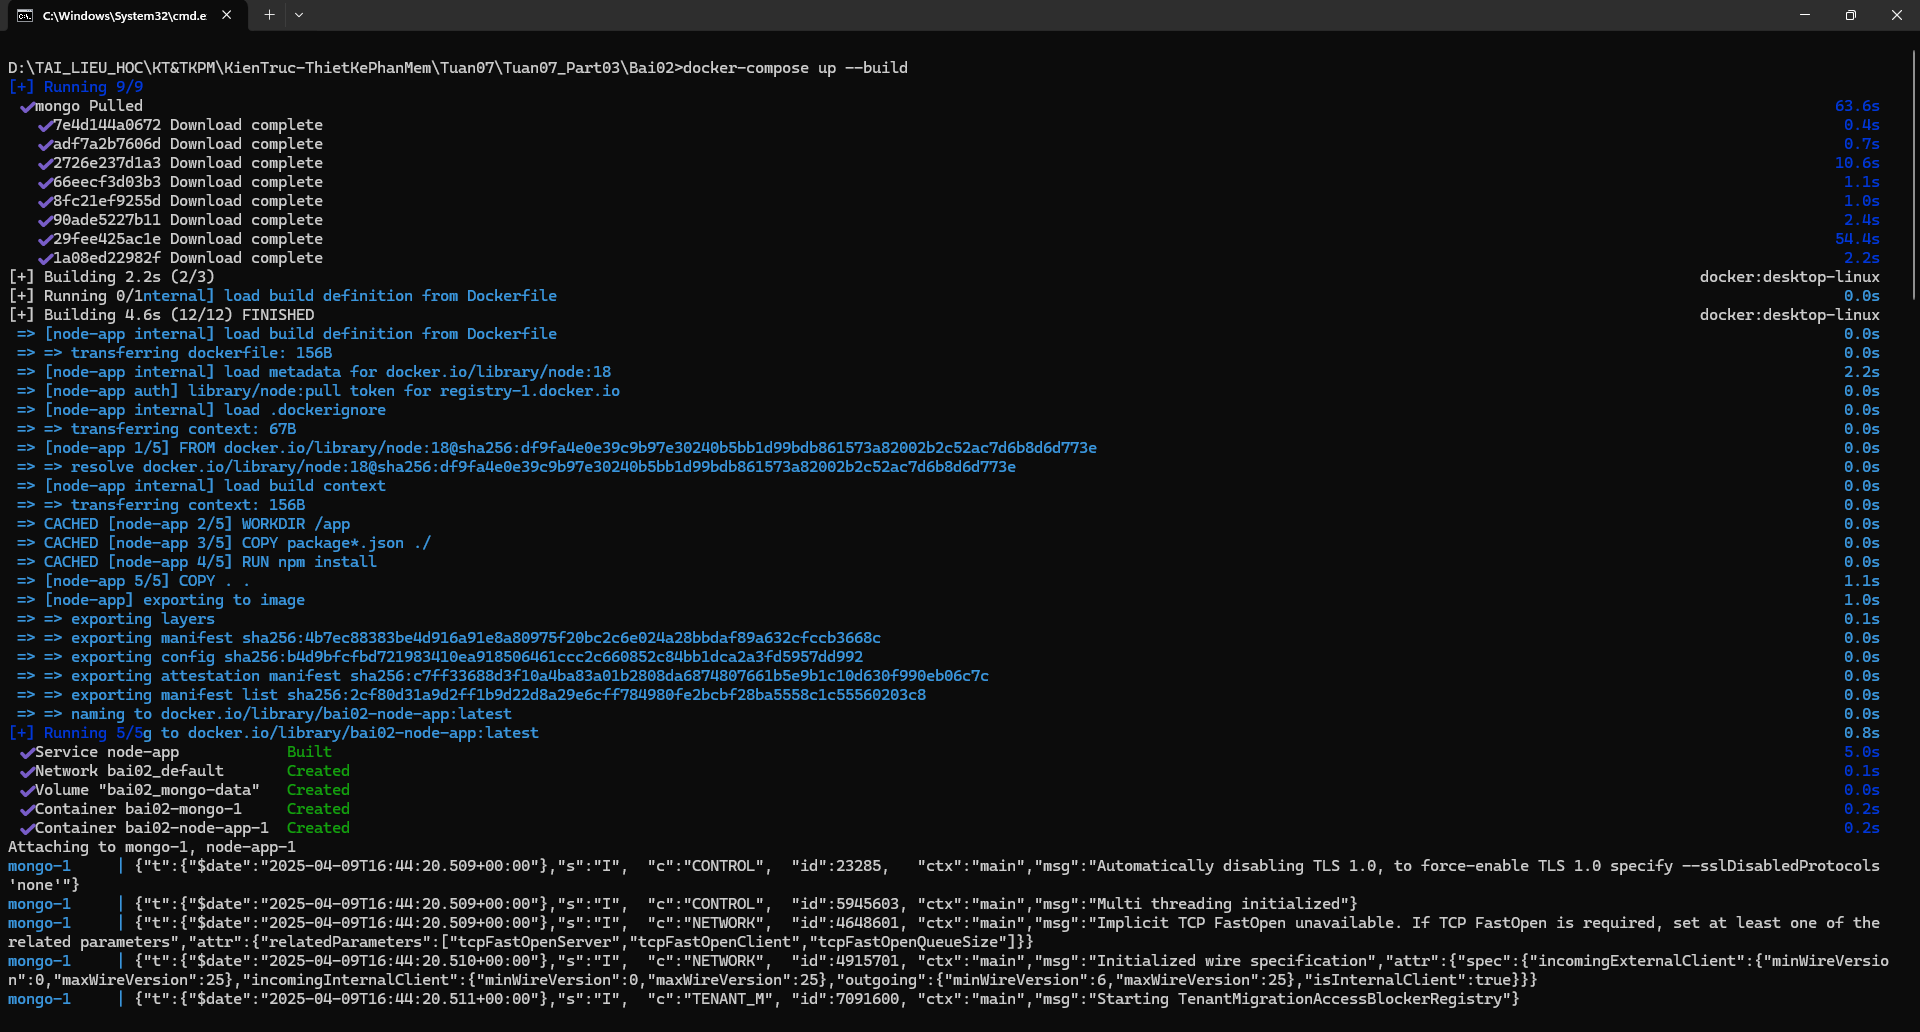 C:\Windows\System32\cmd.e
D:\TAI_LIEU_HOC\KT&TKPM\KienTruc-ThietKePhanMem\Tuan07\Tuan07_Part03\Bai02>docker-compose up --build
[+] Running 9/9
✔mongo Pulled 63.6s
✔7e4d144a0672 Download complete 0.4s
✔adf7a2b7606d Download complete 0.7s
✔2726e237d1a3 Download complete 10.6s
✔66eecf3d03b3 Download complete 1.1s
✔8fc21ef9255d Download complete 1.0s
✔90ade5227b11 Download complete 2.4s
✔29fee425ac1e Download complete 54.4s
✔1a08ed22982f Download complete 2.2s
[+] Building 2.2s (2/3) docker:desktop-linux
[+] Running 0/1nternal] load build definition from Dockerfile 0.0s
[+] Building 4.6s (12/12) FINISHED docker:desktop-linux
=> [node-app internal] load build definition from Dockerfile 0.0s
=> => transferring dockerfile: 156B 0.0s
=> [node-app internal] load metadata for docker.io/library/node:18 2.2s
=> [node-app auth] library/node:pull token for registry-1.docker.io 0.0s
=> [node-app internal] load .dockerignore 0.0s
=> => transferring context: 67B 0.0s
=> [node-app 1/5] FROM docker.io/library/node:18@sha256:df9fa4e0e39c9b97e30240b5bb1d99bdb861573a82002b2c52ac7d6b8d6d773e 0.0s
=> => resolve docker.io/library/node:18@sha256:df9fa4e0e39c9b97e30240b5bb1d99bdb861573a82002b2c52ac7d6b8d6d773e 0.0s
=> [node-app internal] load build context 0.0s
=> => transferring context: 156B 0.0s
=> CACHED [node-app 2/5] WORKDIR /app 0.0s
=> CACHED [node-app 3/5] COPY package*.json ./ 0.0s
=> CACHED [node-app 4/5] RUN npm install 0.0s
=> [node-app 5/5] COPY . . 1.1s
=> [node-app] exporting to image 1.0s
=> => exporting layers 0.1s
=> => exporting manifest sha256:4b7ec88383be4d916a91e8a80975f20bc2c6e024a28bbdaf89a632cfccb3668c 0.0s
=> => exporting config sha256:b4d9bfcfbd721983410ea918506461ccc2c660852c84bb1dca2a3fd5957dd992 0.0s
=> => exporting attestation manifest sha256:c7ff33688d3f10a4ba83a01b2808da6874807661b5e9b1c10d630f990eb06c7c 0.0s
=> => exporting manifest list sha256:2cf80d31a9d2ff1b9d22d8a29e6cff784980fe2bcbf28ba5558c1c55560203c8 0.0s
=> => naming to docker.io/library/bai02-node-app:latest 0.0s
[+] Running 5/5g to docker.io/library/bai02-node-app:latest 0.8s
✔Service node-app Built 5.0s
✔Network bai02_default Created 0.1s
✔Volume "bai02_mongo-data" Created 0.0s
✔Container bai02-mongo-1 Created 0.2s
✔Container bai02-node-app-1 Created 0.2s
Attaching to mongo-1, node-app-1
mongo-1 | {"t":{"$date":"2025-04-09T16:44:20.509+00:00"},"s":"I", "c":"CONTROL", "id":23285, "ctx":"main","msg":"Automatically disabling TLS 1.0, to force-enable TLS 1.0 specify --sslDisabledProtocols
'none'"}
mongo-1 | {"t":{"$date":"2025-04-09T16:44:20.509+00:00"},"s":"I", "c":"CONTROL", "id":5945603, "ctx":"main","msg":"Multi threading initialized"}
mongo-1 | {"t":{"$date":"2025-04-09T16:44:20.509+00:00"},"s":"I", "c":"NETWORK", "id":4648601, "ctx":"main","msg":"Implicit TCP FastOpen unavailable. If TCP FastOpen is required, set at least one of the
related parameters","attr":{"relatedParameters":["tcpFastOpenServer","tcpFastOpenClient","tcpFastOpenQueueSize"]}}
mongo-1 | {"t":{"$date":"2025-04-09T16:44:20.510+00:00"},"s":"I", "c":"NETWORK", "id":4915701, "ctx":"main","msg":"Initialized wire specification","attr":{"spec":{"incomingExternalClient":{"minWireVersio
n":0,"maxWireVersion":25},"incomingInternalClient":{"minWireVersion":0,"maxWireVersion":25},"outgoing":{"minWireVersion":6,"maxWireVersion":25},"isInternalClient":true}}}
mongo-1 | {"t":{"$date":"2025-04-09T16:44:20.511+00:00"},"s":"I", "c":"TENANT_M", "id":7091600, "ctx":"main","msg":"Starting TenantMigrationAccessBlockerRegistry"}